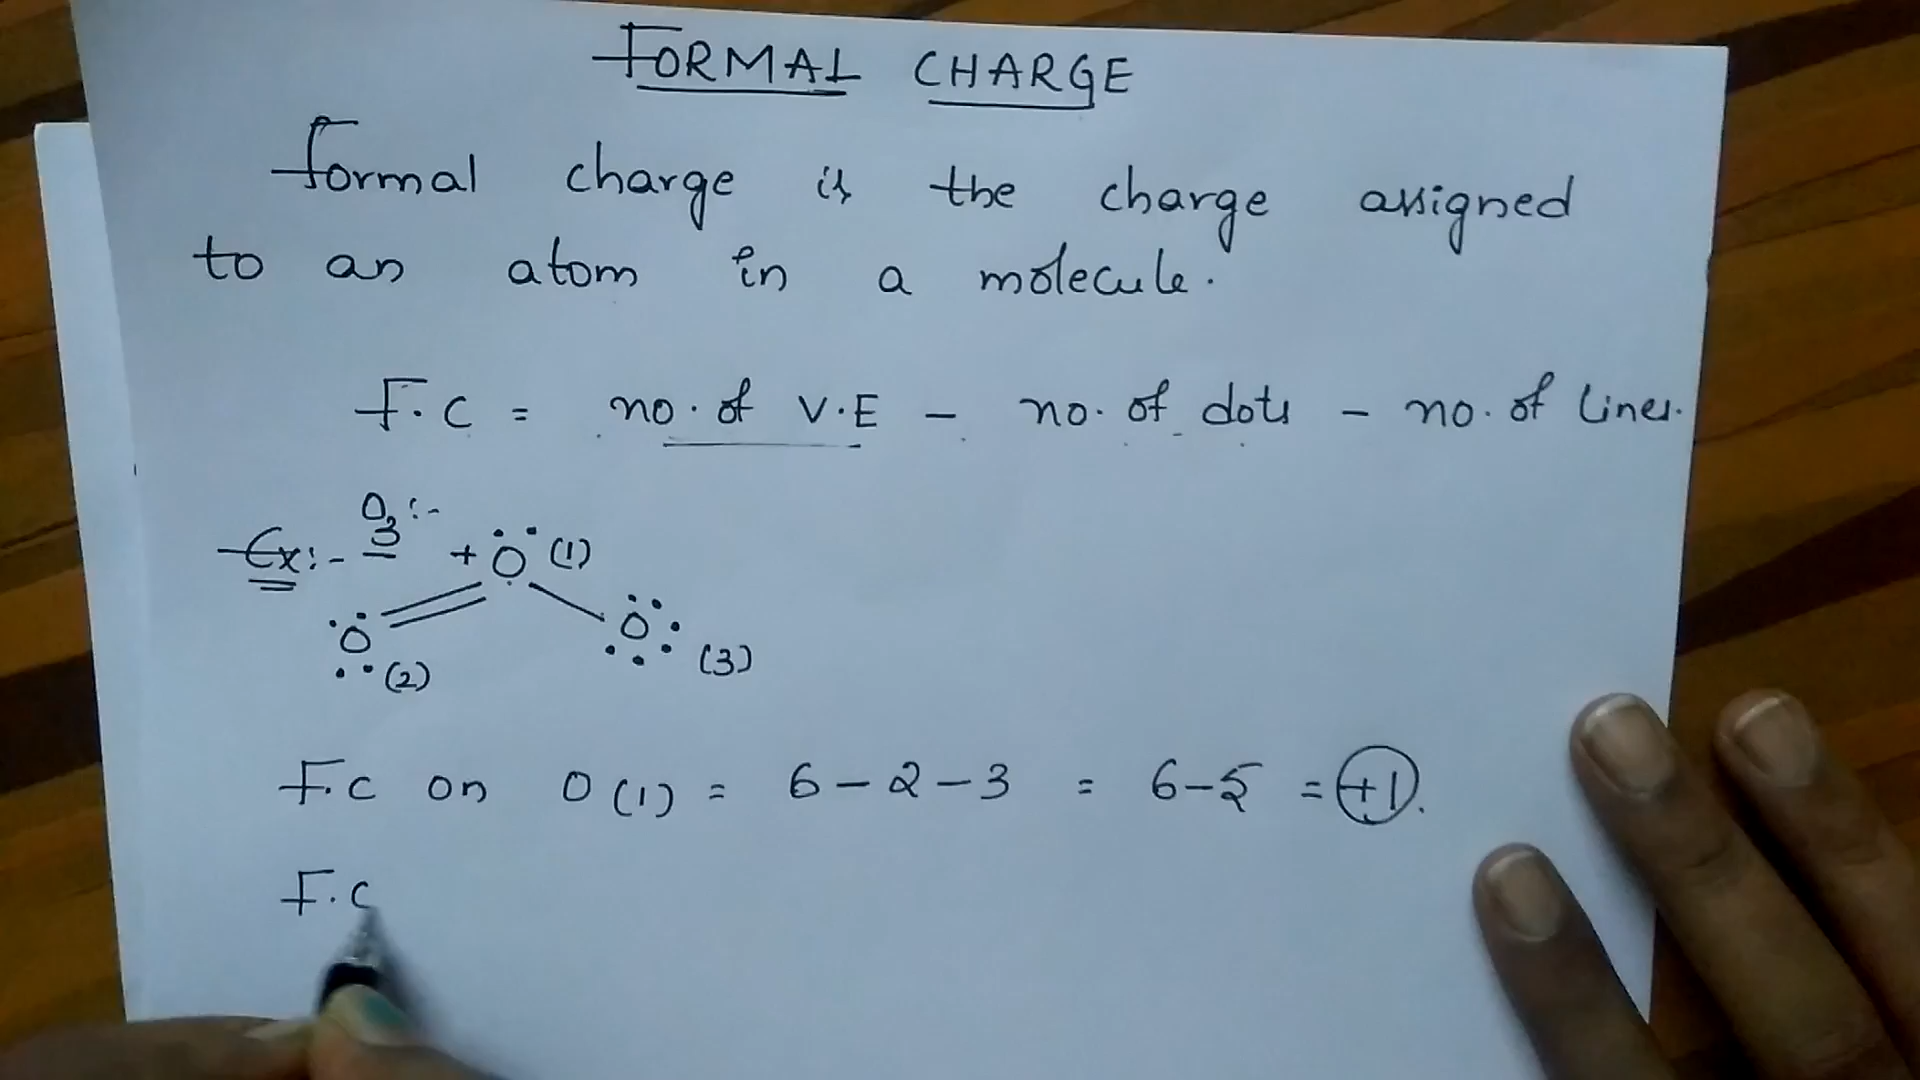 FORMAL CHARGE
Formal charge is the charge assigned
to an atom in a molecule.
F.C = no. of V.E - no. of dots - no. of lines.
Ex:- O3:-
+ O (1)
O (2)
O (3)
F.C on O(1) = 6-2-3 = 6-5 = +1.
F.C